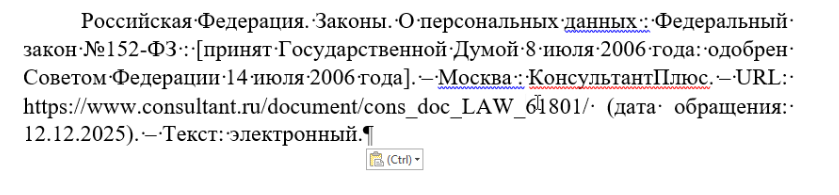 Российская Федерация. Законы. О персональных данных : Федеральный
закон №152-ФЗ : [принят Государственной Думой 8 июля 2006 года: одобрен
Советом Федерации 14 июля 2006 года]. – Москва : КонсультантПлюс. – URL:
https://www.consultant.ru/document/cons_doc_LAW_61801/ (дата обращения:
12.12.2025). – Текст: электронный.¶
(Ctrl)